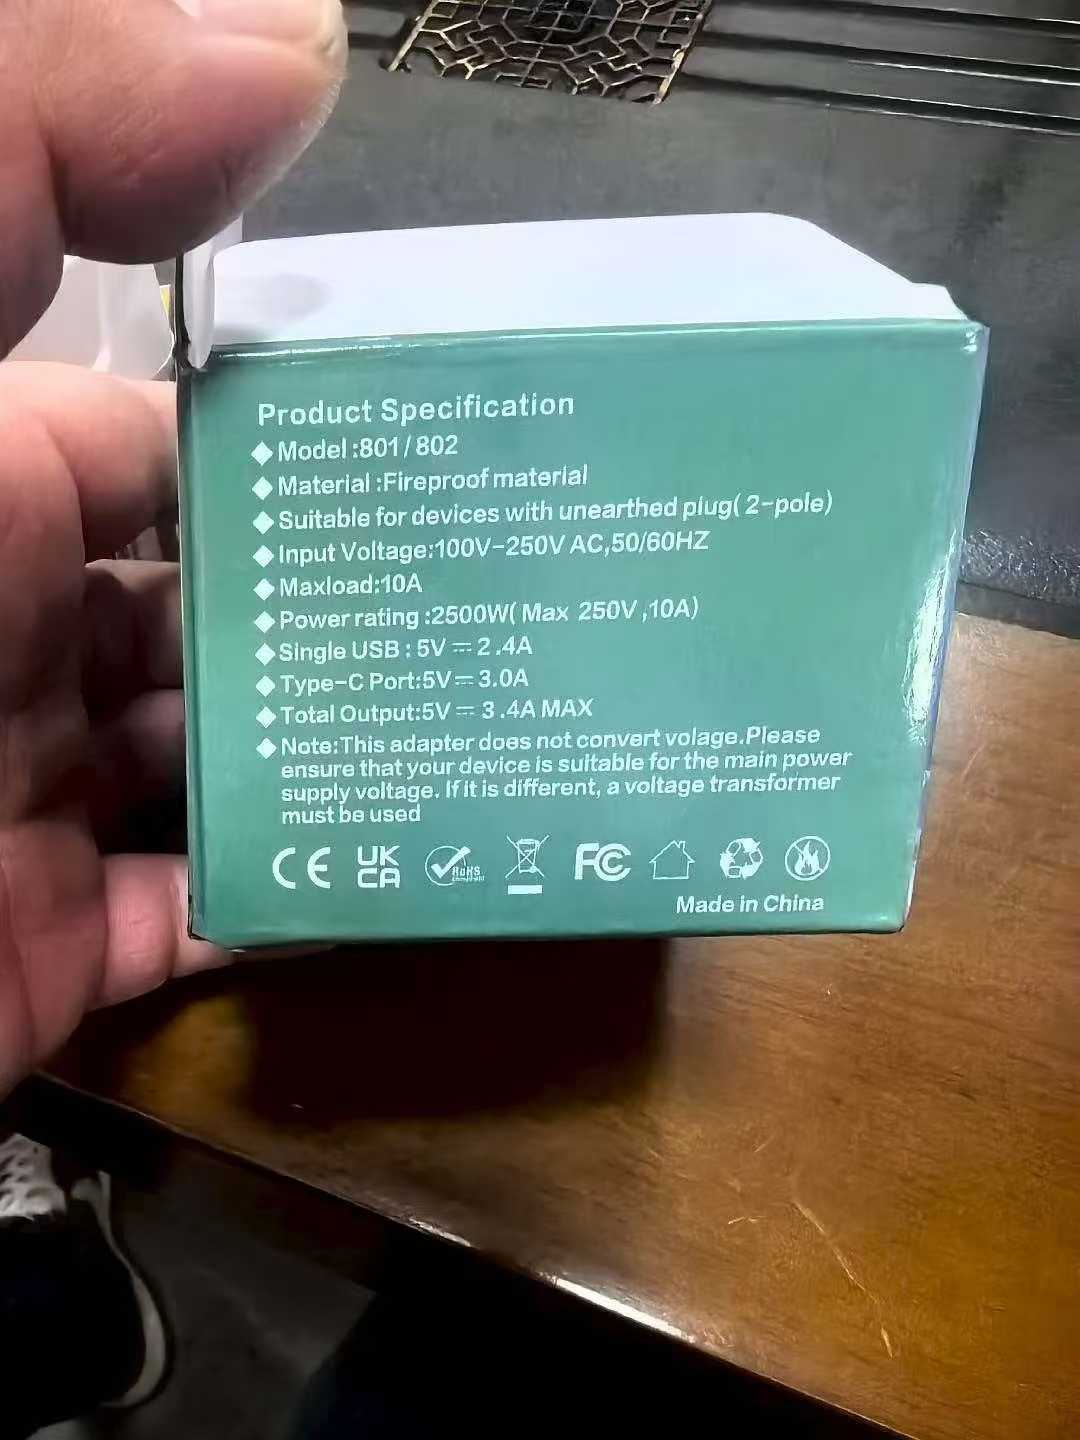 Product Specification
◆Model :801/802
◆Material :Fireproof material
◆Suitable for devices with unearthed plug( 2-pole)
◆Input Voltage:100V-250V AC,50/60HZ
◆Maxload:10A
◆Power rating :2500W( Max 250V ,10A)
◆Single USB : 5V ⎓ 2 .4A
◆Type-C Port:5V⎓ 3.0A
◆Total Output:5V ⎓ 3 .4A MAX
◆Note:This adapter does not convert volage.Please
ensure that your device is suitable for the main power
supply voltage. If it is different, a voltage transformer
must be used
CE UK CA RoHS FC
Made in China